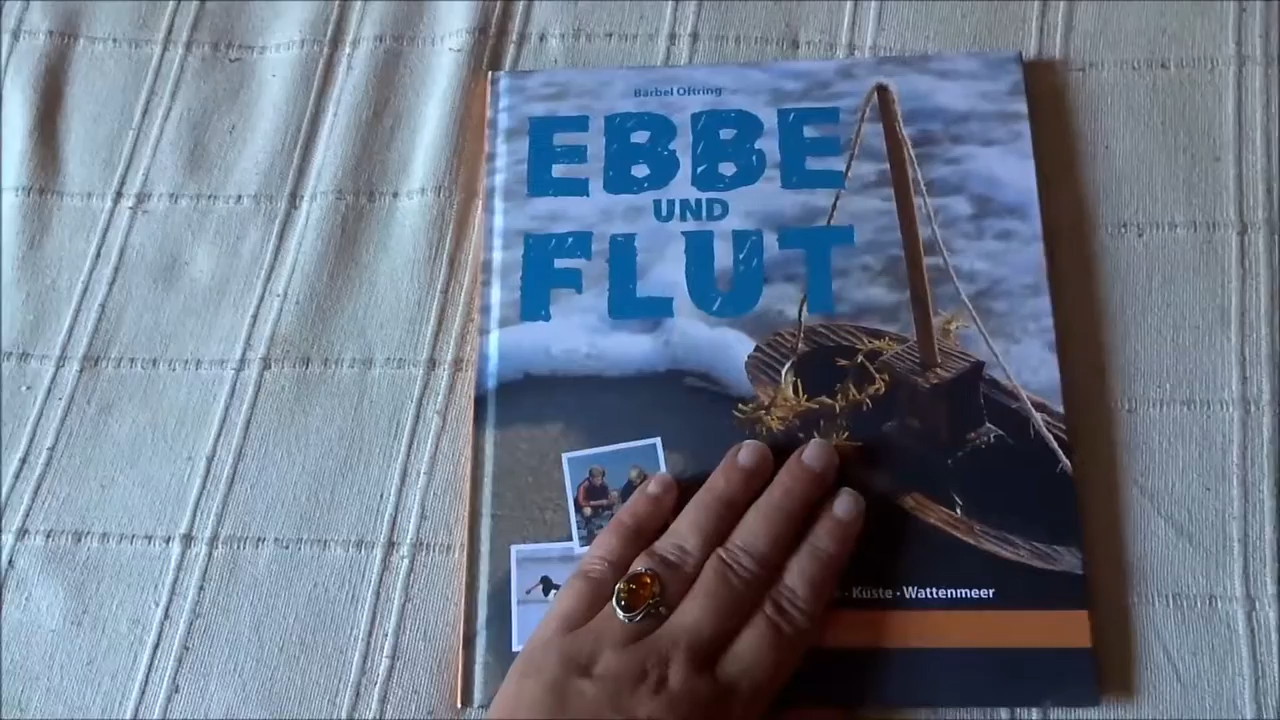 Bärbel Oftring
EBBE
UND
FLUT
· Küste · Wattenmeer